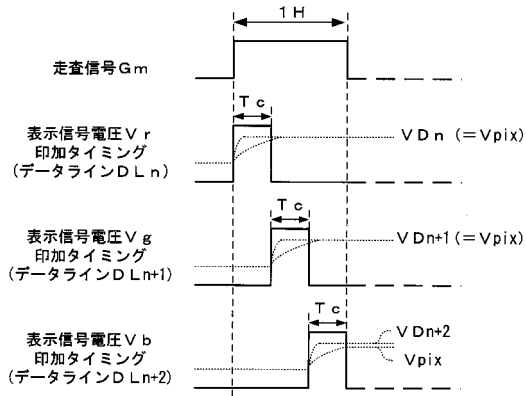 1H
走査信号Gm
Tc
表示信号電圧Vr
印加タイミング
(データラインDLn)
VDn (=Vpix)
Tc
表示信号電圧Vg
印加タイミング
(データラインDLn+1)
VDn+1 (=Vpix)
Tc
表示信号電圧Vb
印加タイミング
(データラインDLn+2)
VDn+2
Vpix